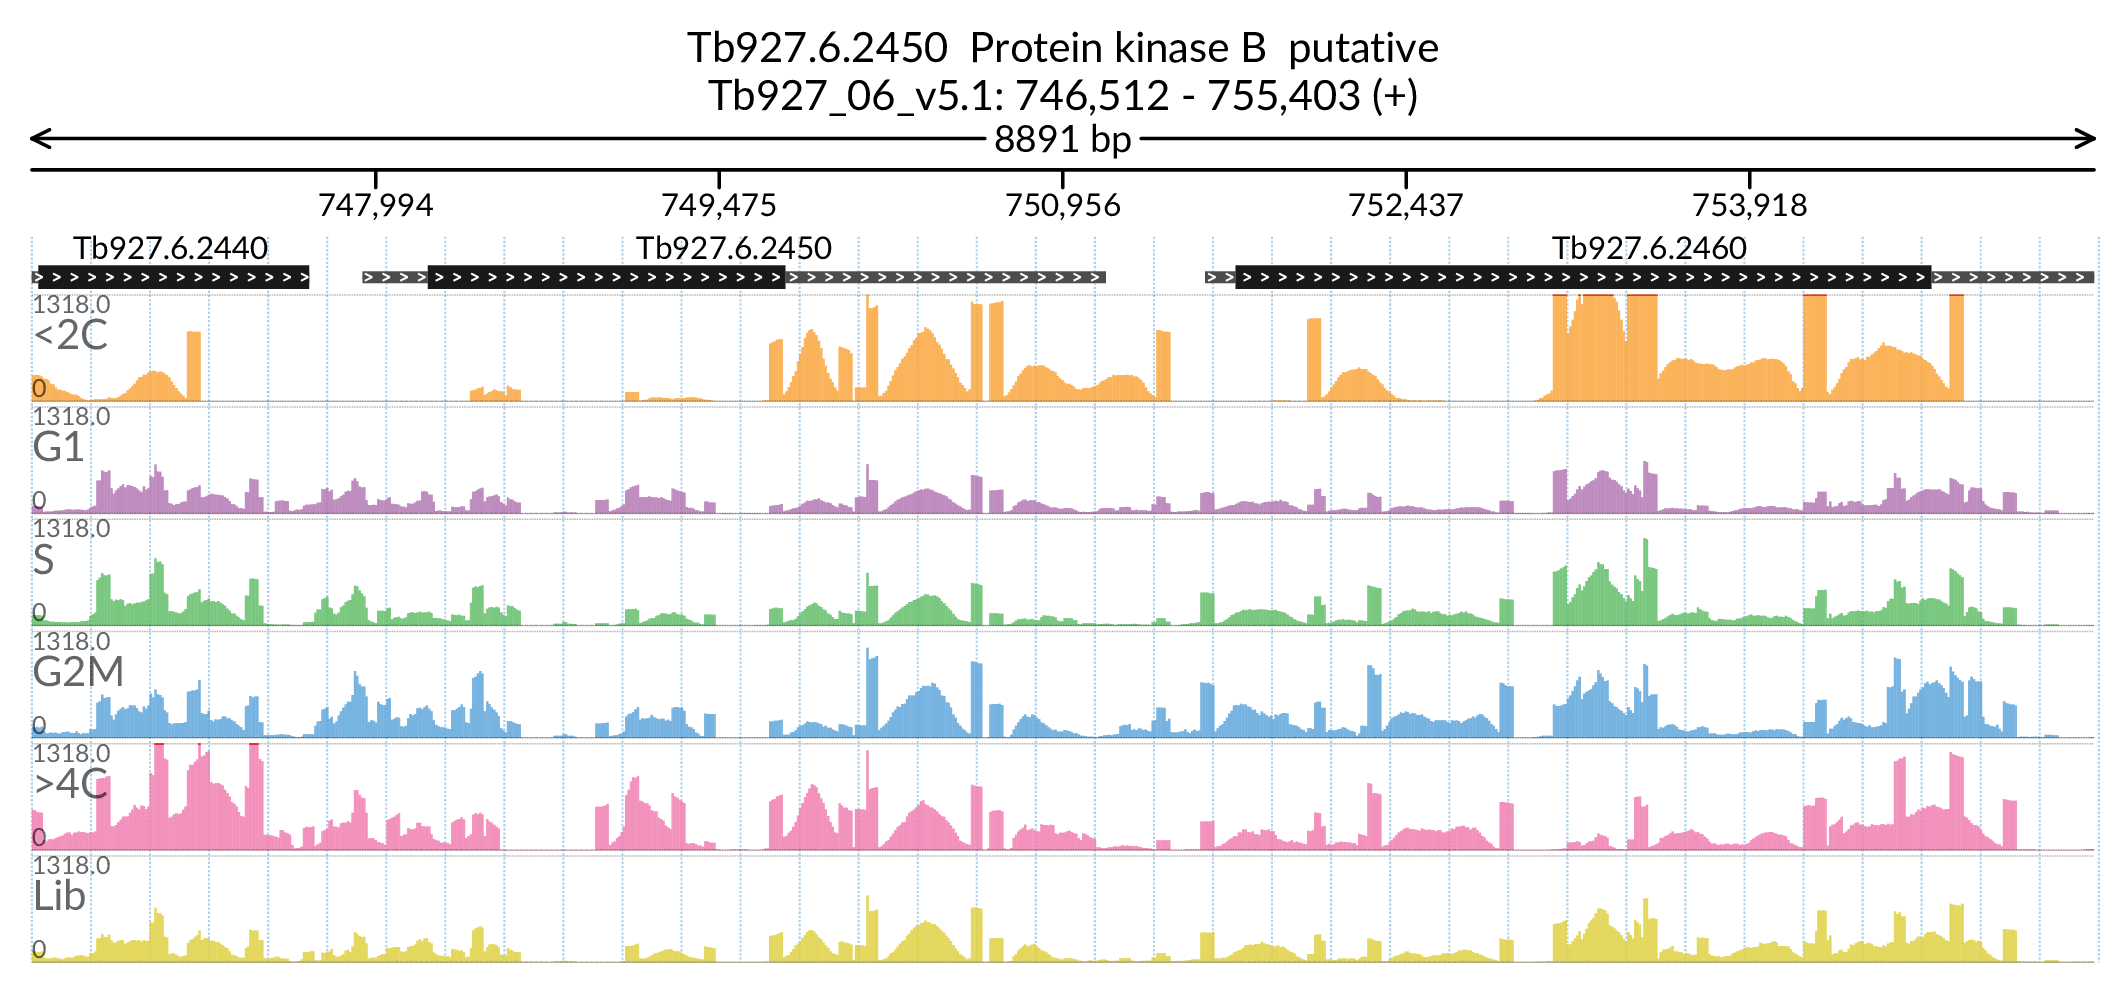 Tb927.6.2450  Protein kinase B  putative
Tb927_06_v5.1: 746,512 - 755,403 (+)
8891 bp
747,994 749,475 750,956 752,437 753,918
Tb927.6.2440 Tb927.6.2450 Tb927.6.2460
1318.0
<2C
0
1318.0
G1
0
1318.0
S
0
1318.0
G2M
0
1318.0
>4C
0
1318.0
Lib
0